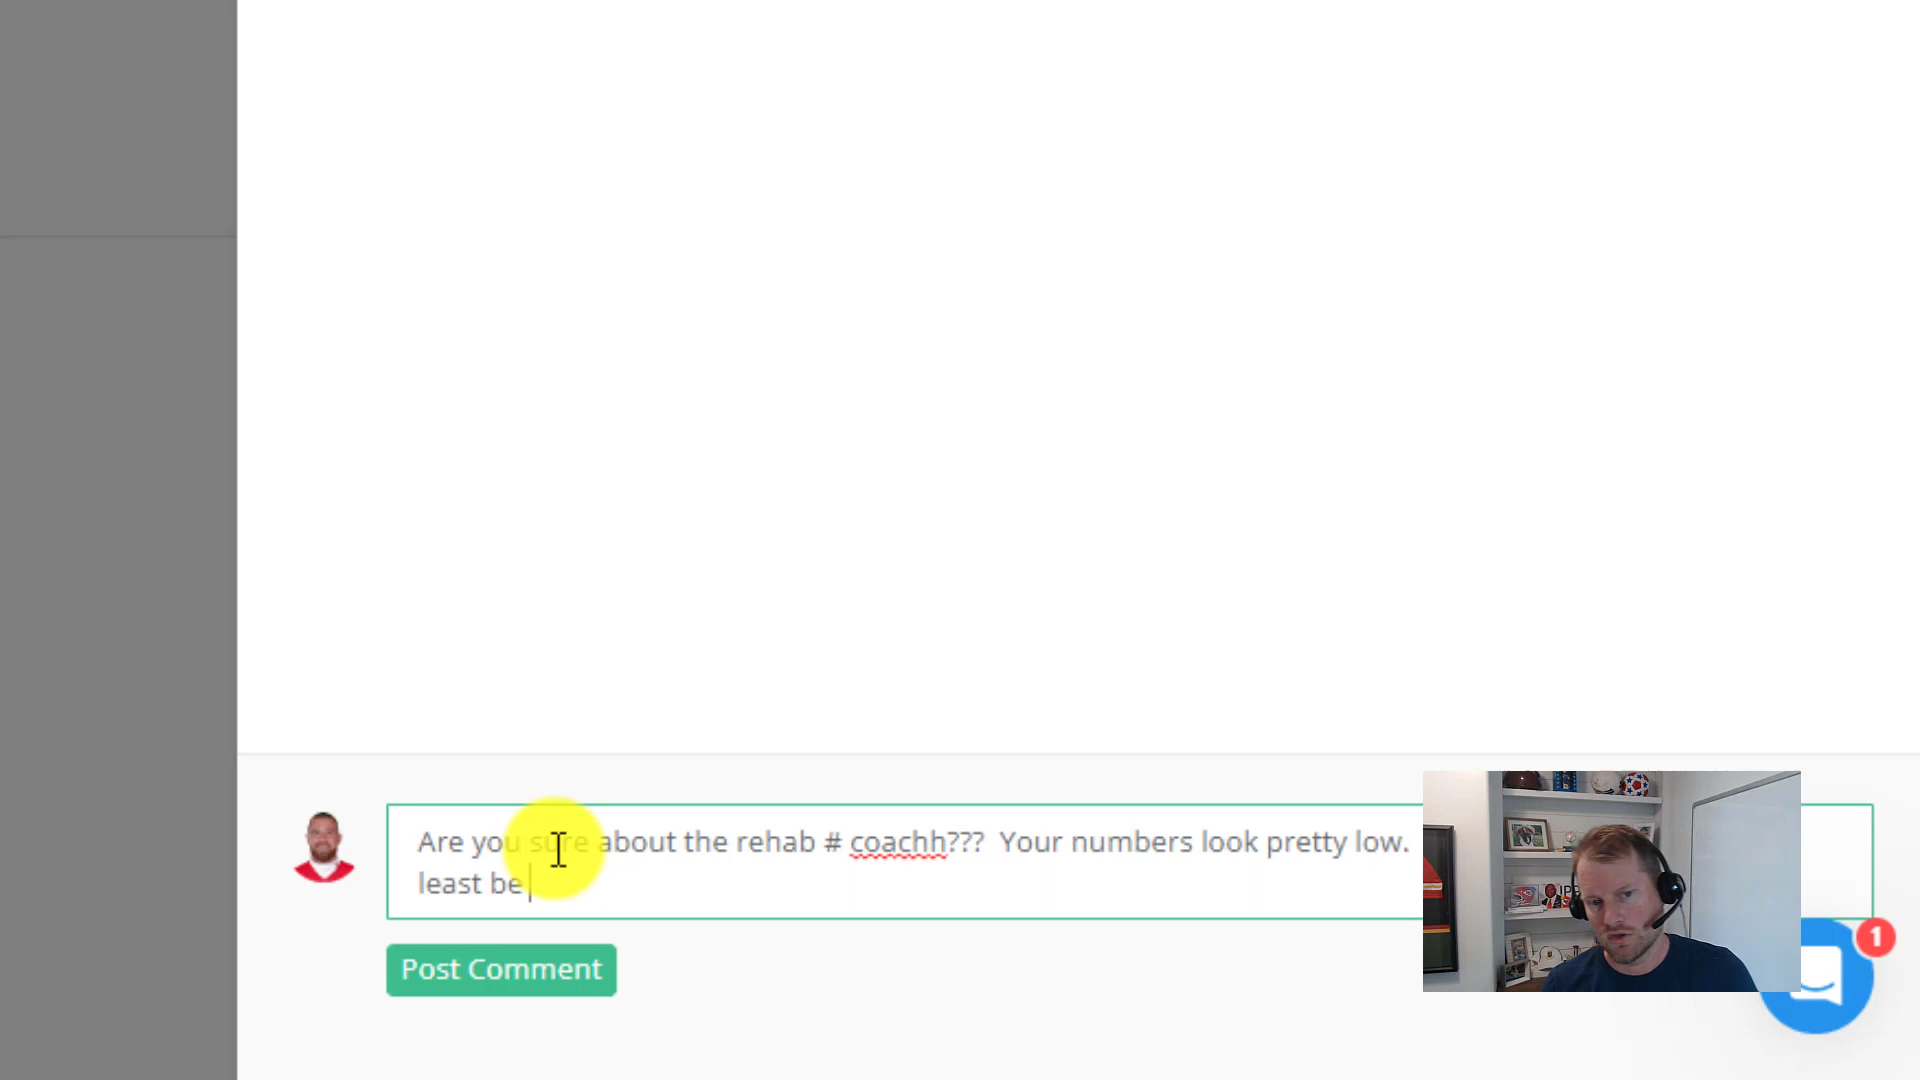 Are you sure about the rehab # coachh???  Your numbers look pretty low.
least be
Post Comment
1